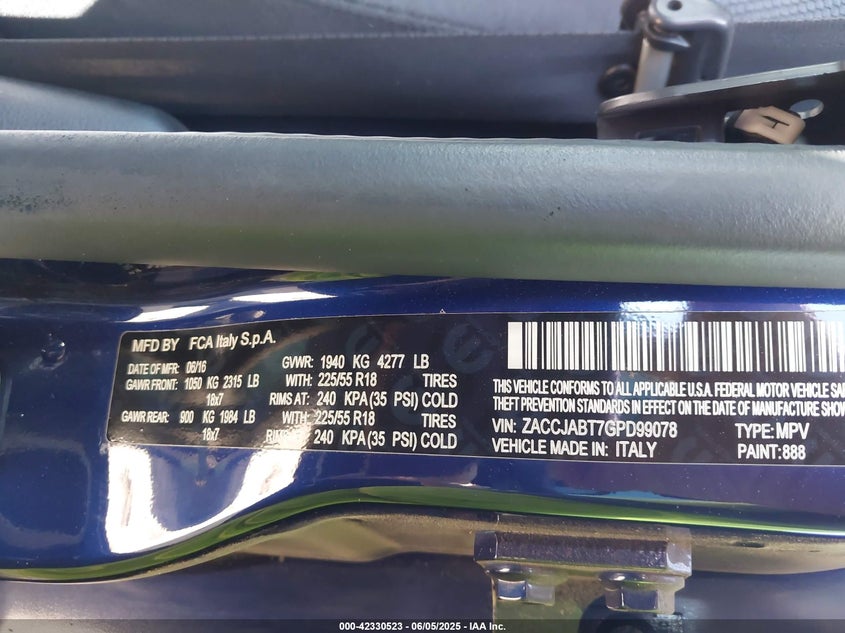 MFD BY FCA Italy S.p.A.
DATE OF MFR: 08/16 GVWR: 1940 KG 4277 LB
GAWR FRONT: 1050 KG 2315 LB WITH: 225/55 R18 TIRES
18x7 RIMS AT: 240 KPA(35 PSI) COLD
GAWR REAR: 900 KG 1984 LB WITH: 225/55 R18 TIRES
18x7 RIMS AT: 240 KPA(35 PSI) COLD
THIS VEHICLE CONFORMS TO ALL APPLICABLE U.S.A. FEDERAL MOTOR VEHICLE SA
THEFT PREVENTION STANDARDS IN EFFECT ON THE DATE OF MANUFACTURE SHOW
VIN: ZACCJABT7GPD99078 TYPE: MPV
VEHICLE MADE IN: ITALY PAINT: 888
000-42330523 - 06/05/2025 - IAA Inc.